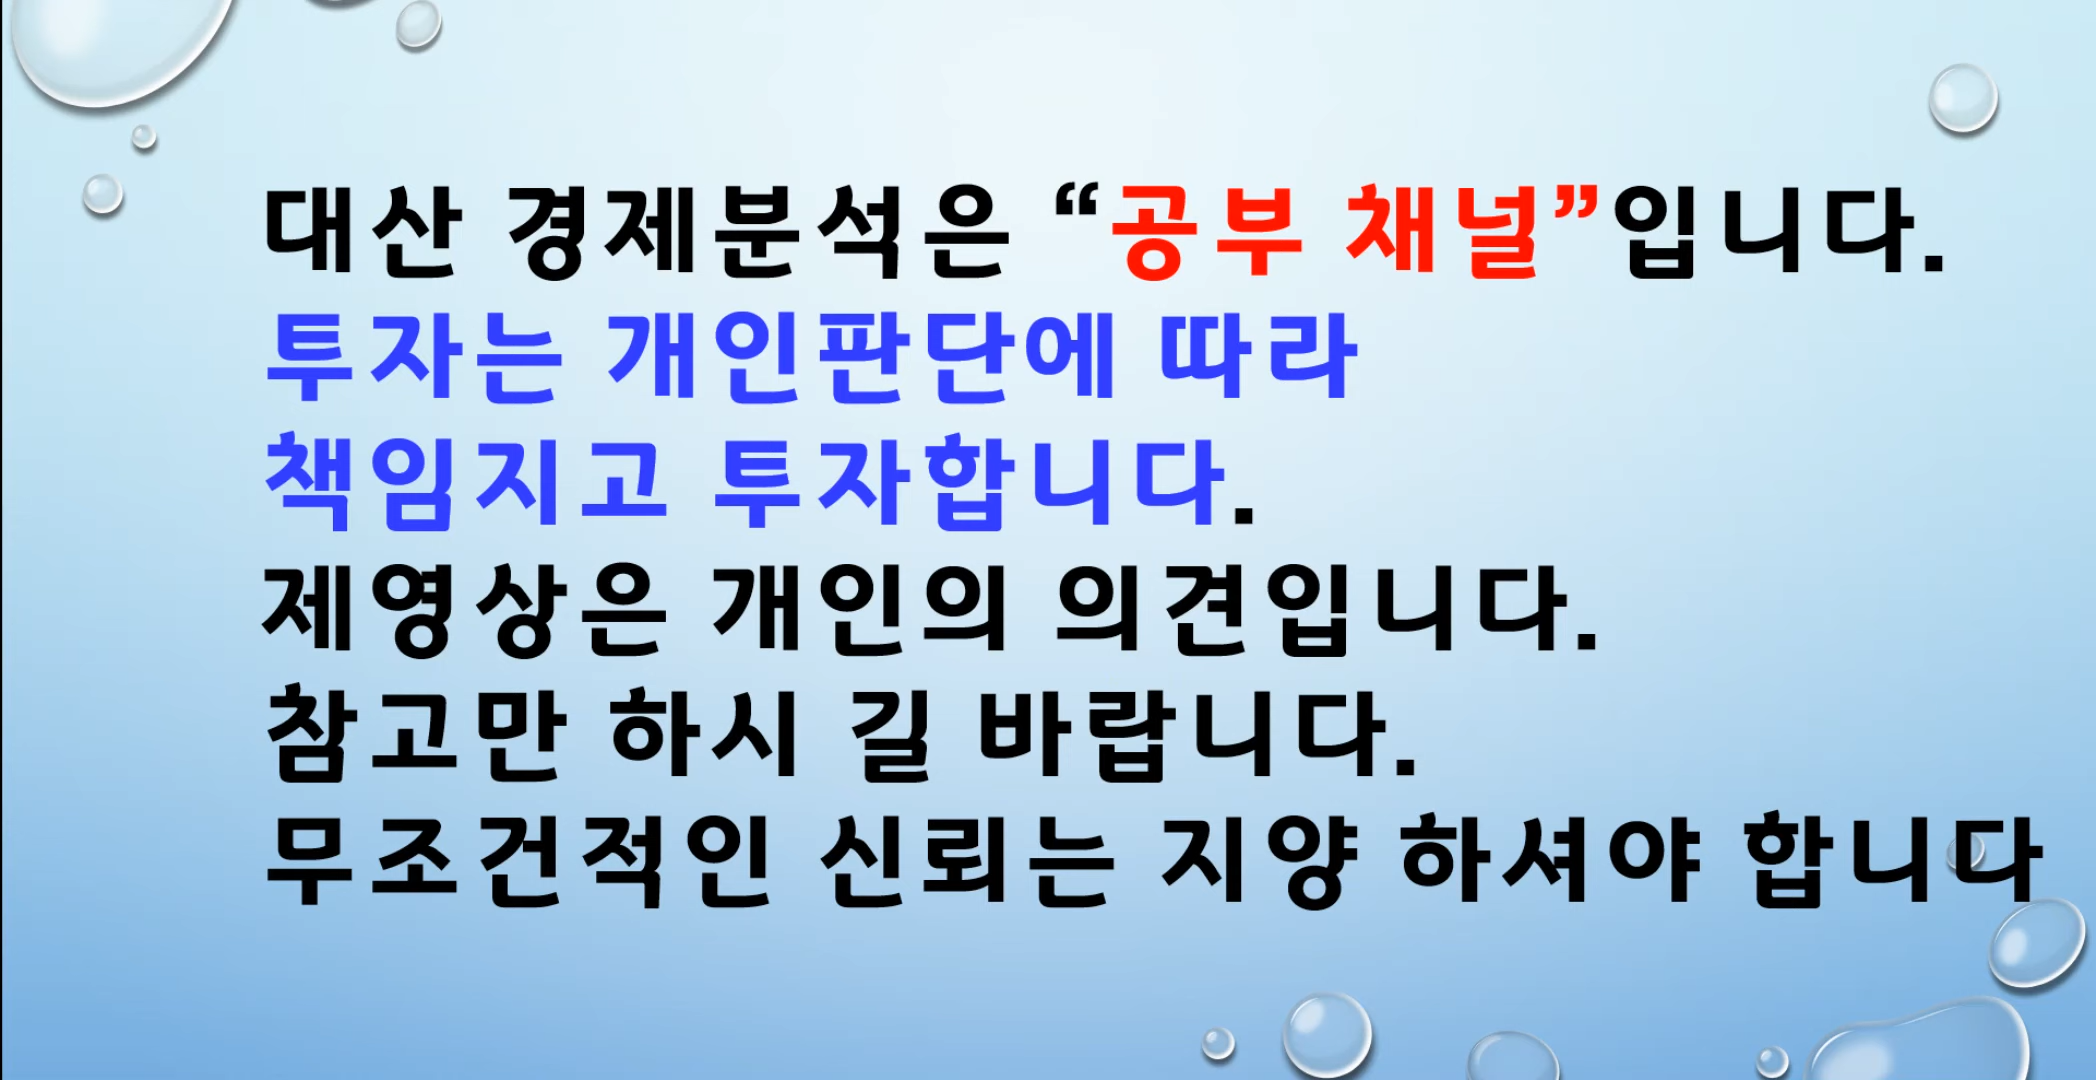 대산 경제분석은 “공부 채널”입니다.
투자는 개인판단에 따라
책임지고 투자합니다.
제영상은 개인의 의견입니다.
참고만 하시 길 바랍니다.
무조건적인 신뢰는 지양 하셔야 합니다